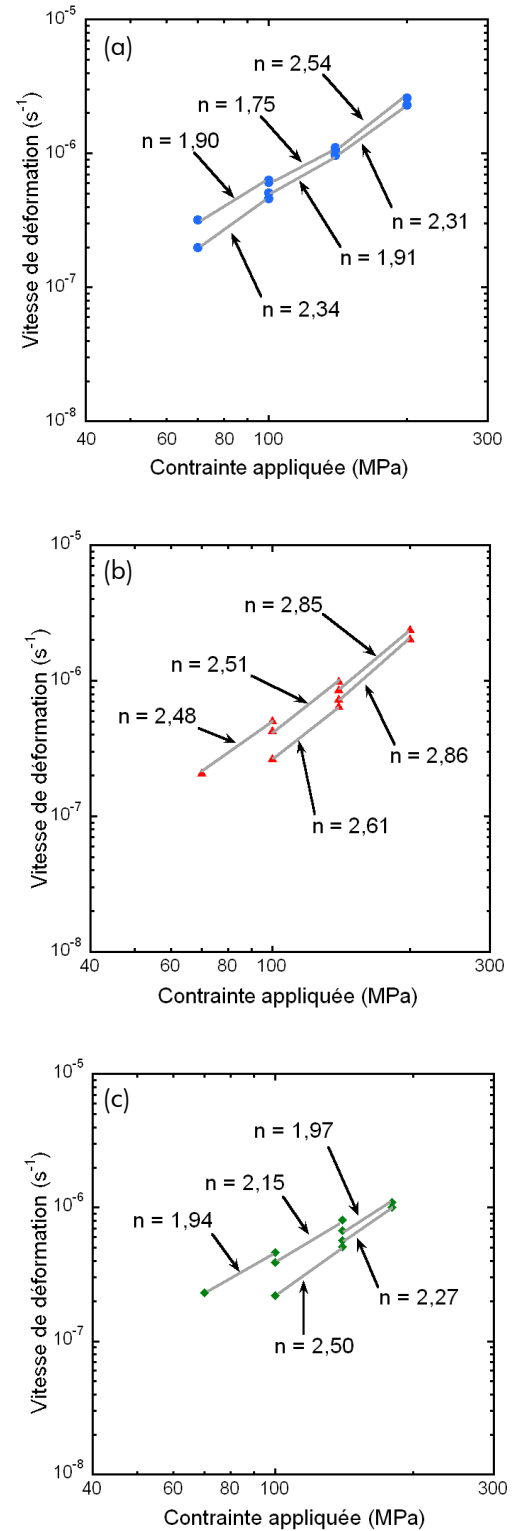 (a)
Vitesse de déformation (s-1)
10-5
10-6
10-7
10-8
n = 2,54
n = 1,75
n = 1,90
n = 2,31
n = 1,91
n = 2,34
40 60 80 100 300
Contrainte appliquée (MPa)
(b)
Vitesse de déformation (s-1)
10-5
10-6
10-7
10-8
n = 2,85
n = 2,51
n = 2,48
n = 2,86
n = 2,61
40 60 80 100 300
Contrainte appliquée (MPa)
(c)
Vitesse de déformation (s-1)
10-5
10-6
10-7
10-8
n = 1,97
n = 2,15
n = 1,94
n = 2,27
n = 2,50
40 60 80 100 300
Contrainte appliquée (MPa)